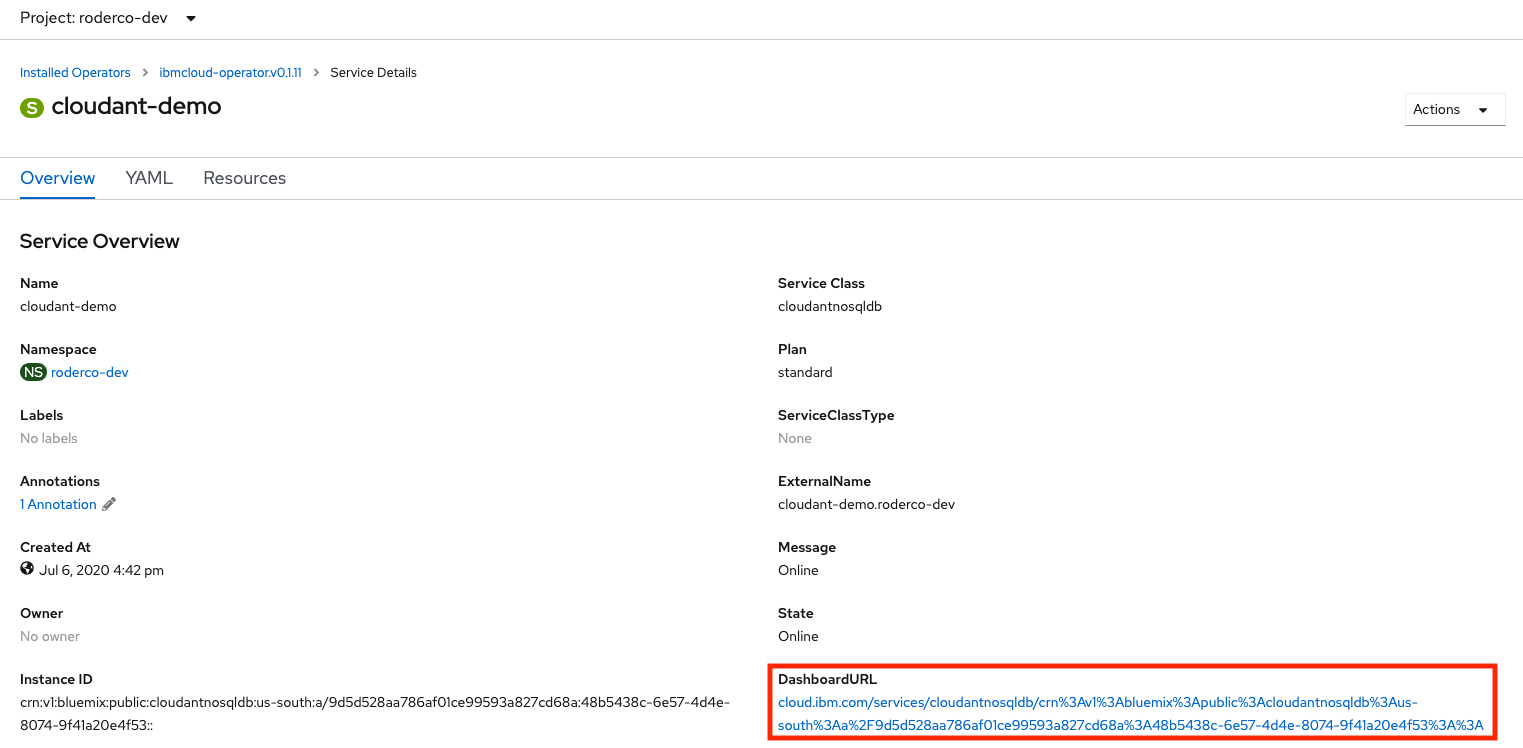 Project: roderco-dev
Installed Operators > ibmcloud-operator.v0.1.11 > Service Details
S cloudant-demo
Actions
Overview YAML Resources
Service Overview
Name
cloudant-demo
Service Class
cloudantnosqldb
Namespace
NS roderco-dev
Plan
standard
Labels
No labels
ServiceClassType
None
Annotations
1 Annotation
ExternalName
cloudant-demo.roderco-dev
Created At
Jul 6, 2020 4:42 pm
Message
Online
Owner
No owner
State
Online
Instance ID
crn:v1:bluemix:public:cloudantnosqldb:us-south:a/9d5d528aa786af01ce99593a827cd68a:48b5438c-6e57-4d4e-
8074-9f41a20e4f53::
DashboardURL
cloud.ibm.com/services/cloudantnosqldb/crn%3Av1%3Abluemix%3Apublic%3Acloudantnosqldb%3Aus-
south%3Aa%2F9d5d528aa786af01ce99593a827cd68a%3A48b5438c-6e57-4d4e-8074-9f41a20e4f53%3A%3A